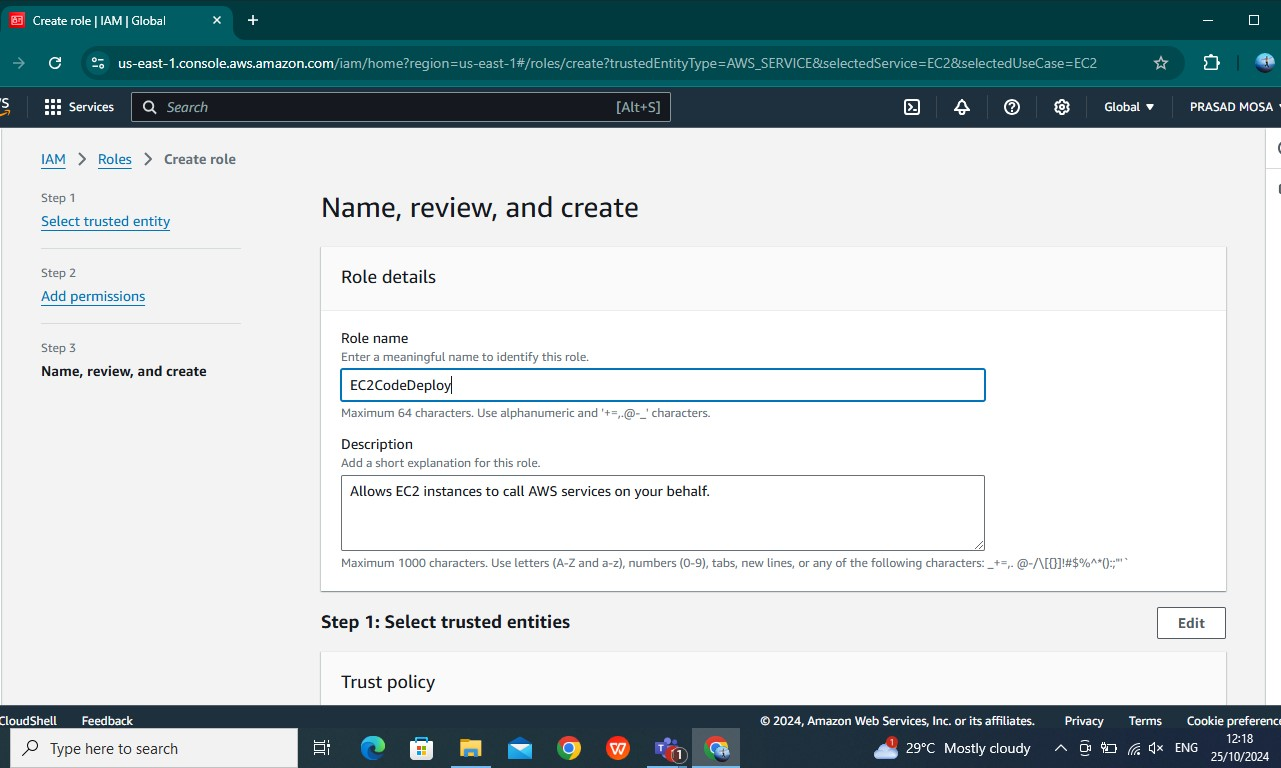 Create role | IAM | Global
us-east-1.console.aws.amazon.com/iam/home?region=us-east-1#/roles/create?trustedEntityType=AWS_SERVICE&selectedService=EC2&selectedUseCase=EC2
Services
Search
[Alt+S]
Global
PRASAD MOSA
IAM
Roles
Create role
Step 1
Select trusted entity
Step 2
Add permissions
Step 3
Name, review, and create
Name, review, and create
Role details
Role name
Enter a meaningful name to identify this role.
EC2CodeDeploy
Maximum 64 characters. Use alphanumeric and '+=,.@-_' characters.
Description
Add a short explanation for this role.
Allows EC2 instances to call AWS services on your behalf.
Maximum 1000 characters. Use letters (A-Z and a-z), numbers (0-9), tabs, new lines, or any of the following characters: _+=,. @-/\[{}]!#$%^*():;"'`
Step 1: Select trusted entities
Edit
Trust policy
CloudShell
Feedback
© 2024, Amazon Web Services, Inc. or its affiliates.
Privacy
Terms
Cookie preference
Type here to search
1
1
29°C Mostly cloudy
ENG
12:18
25/10/2024